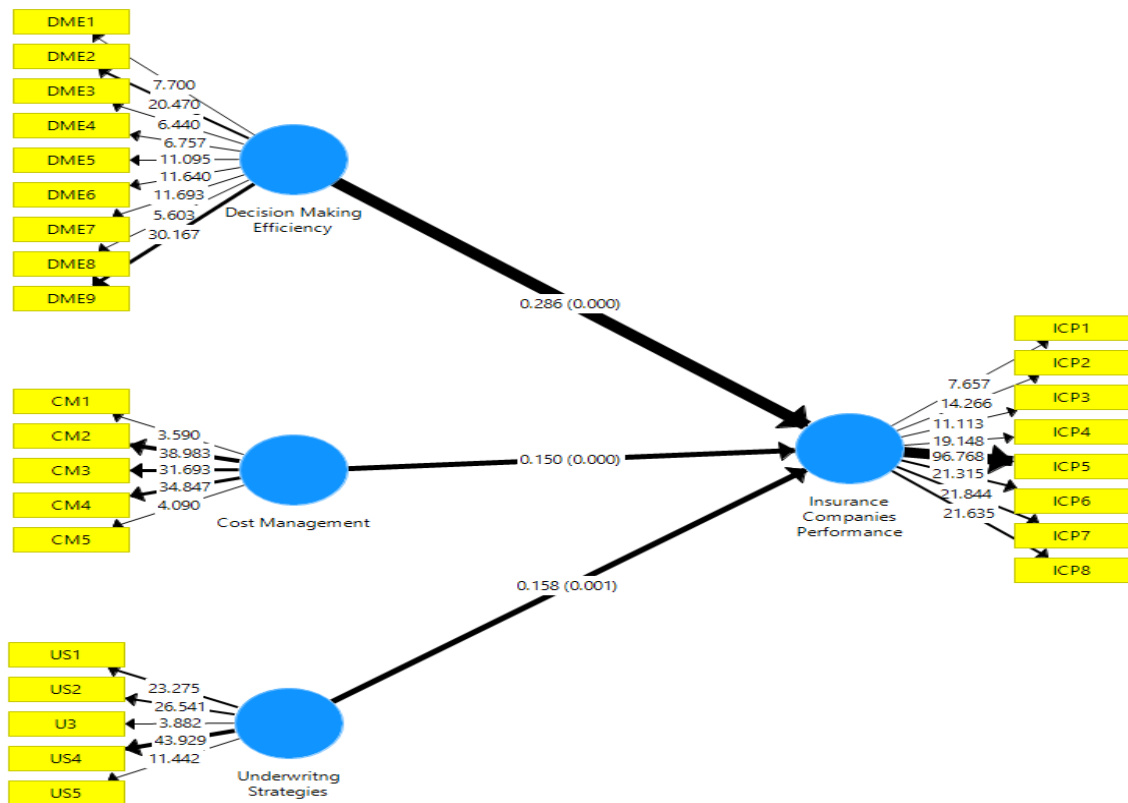 DME1
DME2
DME3
DME4
DME5
DME6
DME7
DME8
DME9
7.700
20.470
6.440
6.757
11.095
11.640
11.693
5.603
30.167
Decision Making
Efficiency
0.286 (0.000)
CM1
CM2
CM3
CM4
CM5
3.590
38.983
31.693
34.847
4.090
Cost Management
0.150 (0.000)
US1
US2
U3
US4
US5
23.275
26.541
3.882
43.929
11.442
Underwritng
Strategies
0.158 (0.001)
Insurance
Companies
Performance
7.657
14.266
11.113
19.148
96.768
21.315
21.844
21.635
ICP1
ICP2
ICP3
ICP4
ICP5
ICP6
ICP7
ICP8